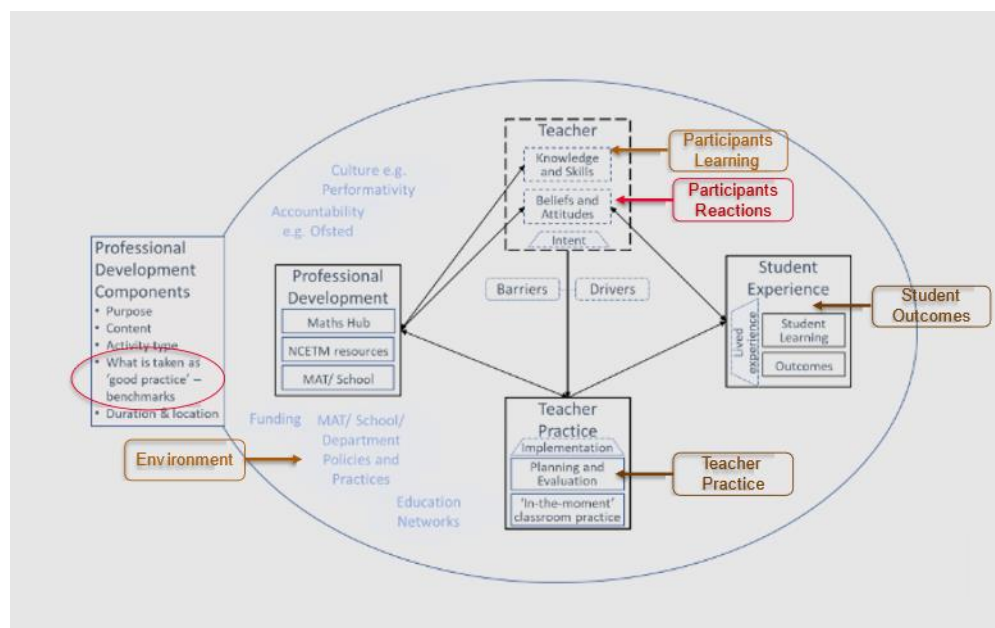 Teacher
Knowledge
and Skills
Beliefs and
Attitudes
Intent
Participants
Learning
Participants
Reactions
Culture e.g.
Performativity
Accountability
e.g. Ofsted
Professional
Development
Components
• Purpose
• Content
• Activity type
• What is taken as
'good practice' –
benchmarks
• Duration & location
Professional
Development
Maths Hub
NCETM resources
MAT/ School
Barriers
Drivers
Student
Experience
Lived
experience
Student
Learning
Outcomes
Student
Outcomes
Funding
MAT/ School/
Department
Policies and
Practices
Environment
Education
Networks
Teacher
Practice
Implementation
Planning and
Evaluation
'In-the-moment'
classroom practice
Teacher
Practice